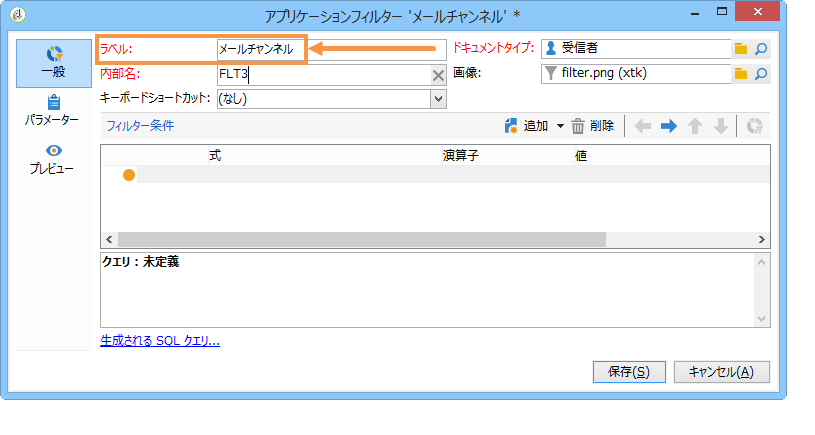 アプリケーションフィルター 'メールチャンネル' *
一般
パラメーター
プレビュー
ラベル: メールチャンネル ドキュメントタイプ: 受信者
内部名: FLT3 画像: filter.png (xtk)
キーボードショートカット: (なし)
フィルター条件 追加 削除
式 演算子 値
クエリ：未定義
生成される SQL クエリ...
保存(S) キャンセル(A)